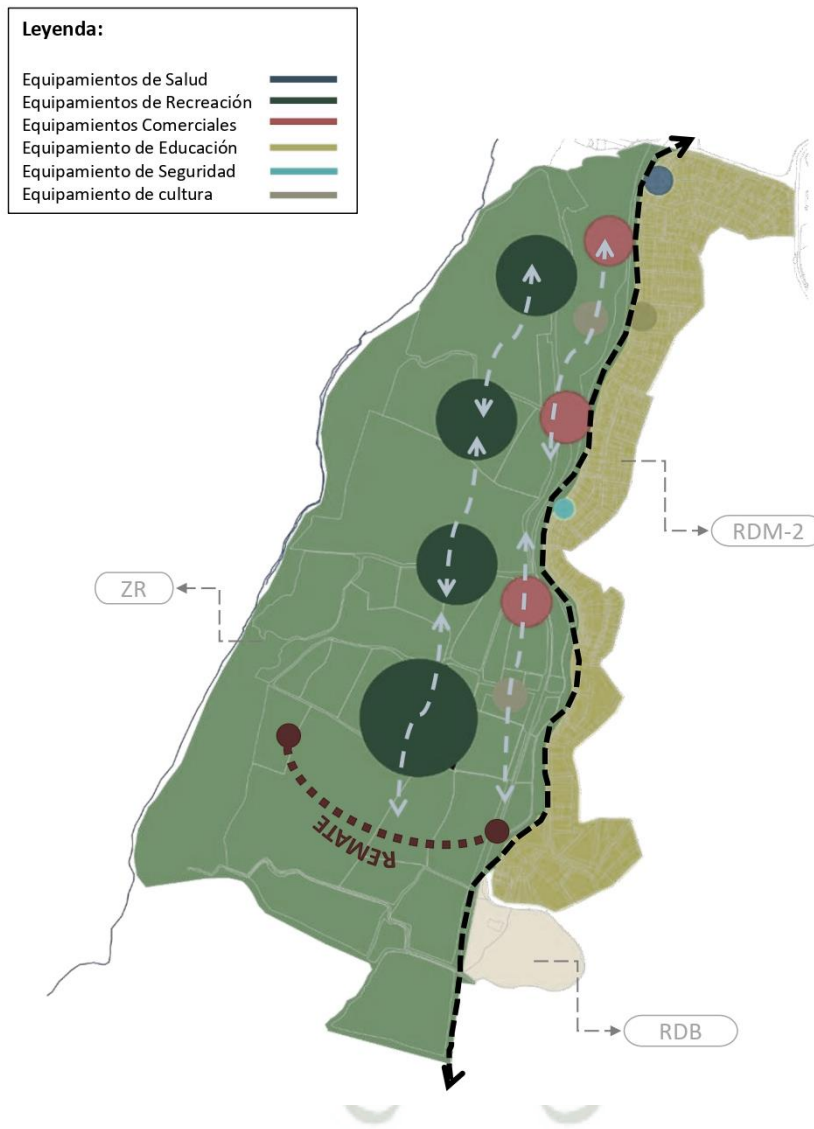 Leyenda:
Equipamientos de Salud
Equipamientos de Recreación
Equipamientos Comerciales
Equipamiento de Educación
Equipamiento de Seguridad
Equipamiento de cultura
RDM-2
ZR
REMATE
RDB